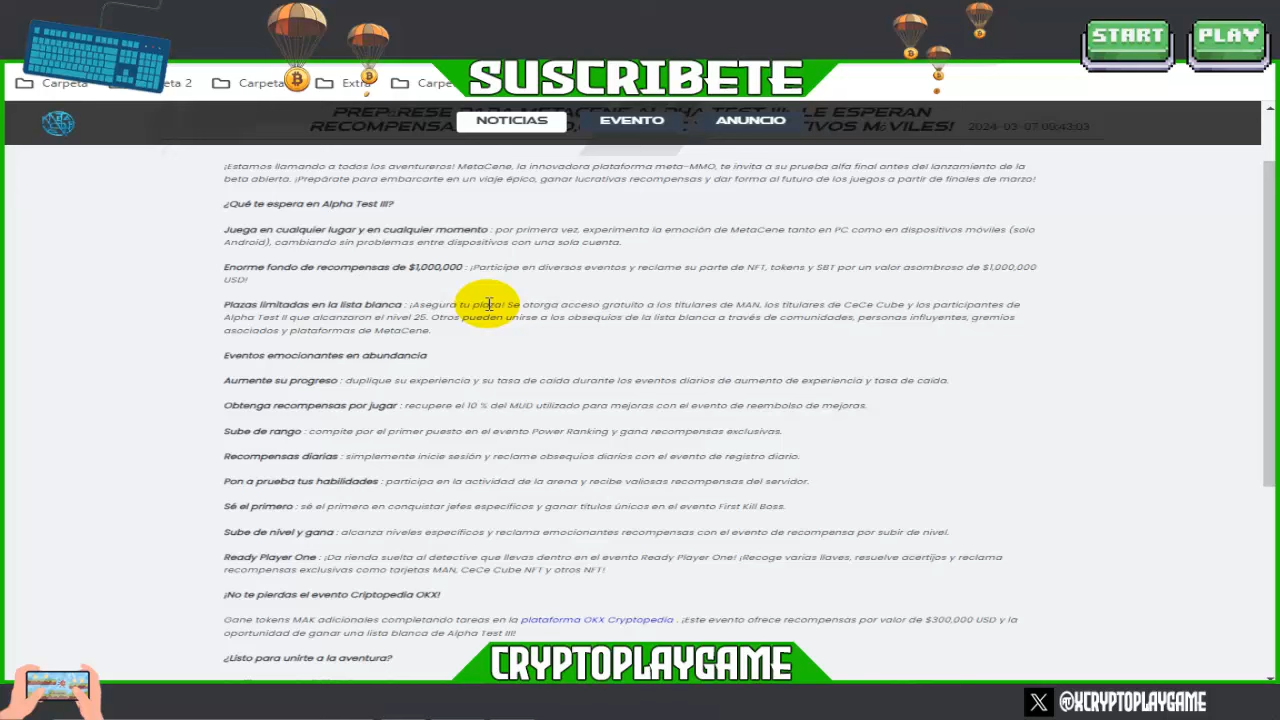 START
PLAY
SUSCRIBETE
Carpeta
eta 2
Carpeta
Extra
Carpe
PREPÁRESE PARA METACENE ALPHA TEST III: LE ESPERAN
RECOMPENSA
TIVOS MÓVILES!
2024-03-07 06:43:03
NOTICIAS
EVENTO
ANUNCIO
¡Estamos llamando a todos los aventureros! MetaCene, la innovadora plataforma meta-MMO, te invita a su prueba alfa final antes del lanzamiento de la
beta abierta. ¡Prepárate para embarcarte en un viaje épico, ganar lucrativas recompensas y dar forma al futuro de los juegos a partir de finales de marzo!
¿Qué te espera en Alpha Test III?
Juega en cualquier lugar y en cualquier momento : por primera vez, experimenta la emoción de MetaCene tanto en PC como en dispositivos móviles (solo
Android), cambiando sin problemas entre dispositivos con una sola cuenta.
Enorme fondo de recompensas de $1,000,000 : ¡Participe en diversos eventos y reclame su parte de NFT, tokens y SBT por un valor asombroso de $1,000,000
USD!
Plazas limitadas en la lista blanca : ¡Asegura tu plaza! Se otorga acceso gratuito a los titulares de MAN, los titulares de CeCe Cube y los participantes de
Alpha Test II que alcanzaron el nivel 25. Otros pueden unirse a los obsequios de la lista blanca a través de comunidades, personas influyentes, gremios
asociados y plataformas de MetaCene.
Eventos emocionantes en abundancia
Aumente su progreso : duplique su experiencia y su tasa de caída durante los eventos diarios de aumento de experiencia y tasa de caída.
Obtenga recompensas por jugar : recupere el 10 % del MUD utilizado para mejoras con el evento de reembolso de mejoras.
Sube de rango : compite por el primer puesto en el evento Power Ranking y gana recompensas exclusivas.
Recompensas diarias : simplemente inicie sesión y reclame obsequios diarios con el evento de registro diario.
Pon a prueba tus habilidades : participa en la actividad de la arena y recibe valiosas recompensas del servidor.
Sé el primero : sé el primero en conquistar jefes específicos y ganar títulos únicos en el evento First Kill Boss.
Sube de nivel y gana : alcanza niveles específicos y reclama emocionantes recompensas con el evento de recompensa por subir de nivel.
Ready Player One : ¡Da rienda suelta al detective que llevas dentro en el evento Ready Player One! ¡Recoge varias llaves, resuelve acertijos y reclama
recompensas exclusivas como tarjetas MAN, CeCe Cube NFT y otros NFT!
¡No te pierdas el evento Criptopedia OKX!
Gane tokens MAK adicionales completando tareas en la plataforma OKX Cryptopedia . ¡Este evento ofrece recompensas por valor de $300,000 USD y la
oportunidad de ganar una lista blanca de Alpha Test III!
¿Listo para unirte a la aventura?
CRYPTOPLAYGAME
@XCRYPTOPLAYGAME